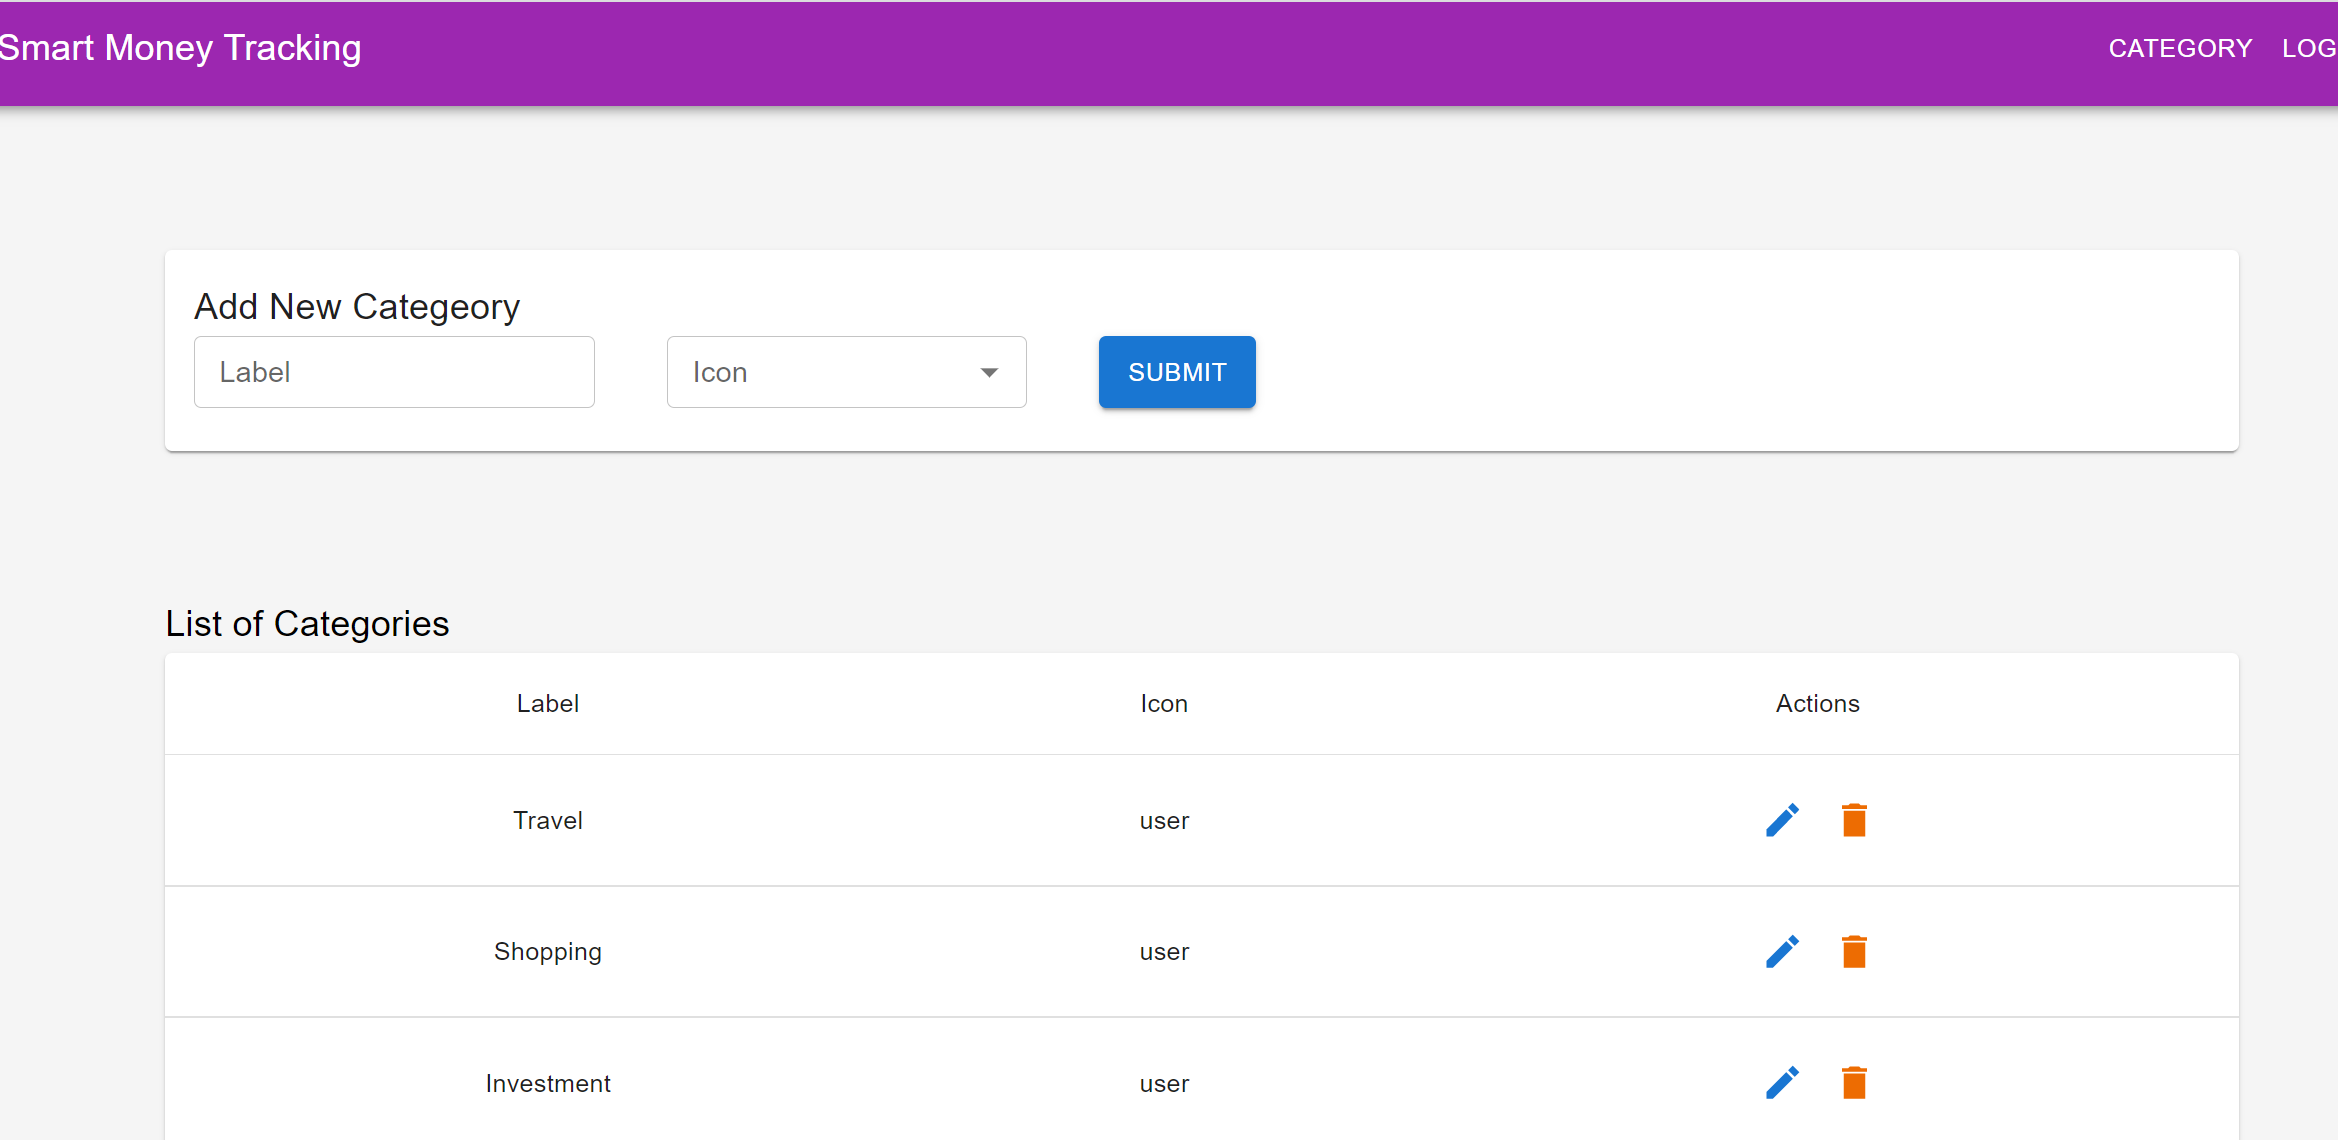 Smart Money Tracking CATEGORY LOG
Add New Categeory
Label Icon SUBMIT
List of Categories
Label Icon Actions
Travel user
Shopping user
Investment user